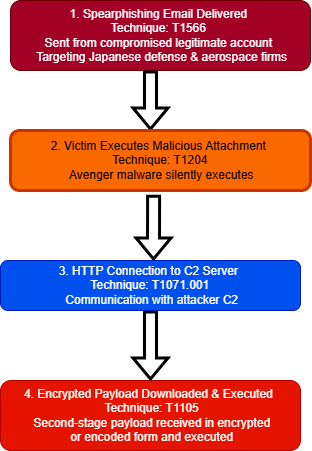 1. Spearphishing Email Delivered
Technique: T1566
Sent from compromised legitimate account
Targeting Japanese defense & aerospace firms
2. Victim Executes Malicious Attachment
Technique: T1204
Avenger malware silently executes
3. HTTP Connection to C2 Server
Technique: T1071.001
Communication with attacker C2
4. Encrypted Payload Downloaded & Executed
Technique: T1105
Second-stage payload received in encrypted
or encoded form and executed